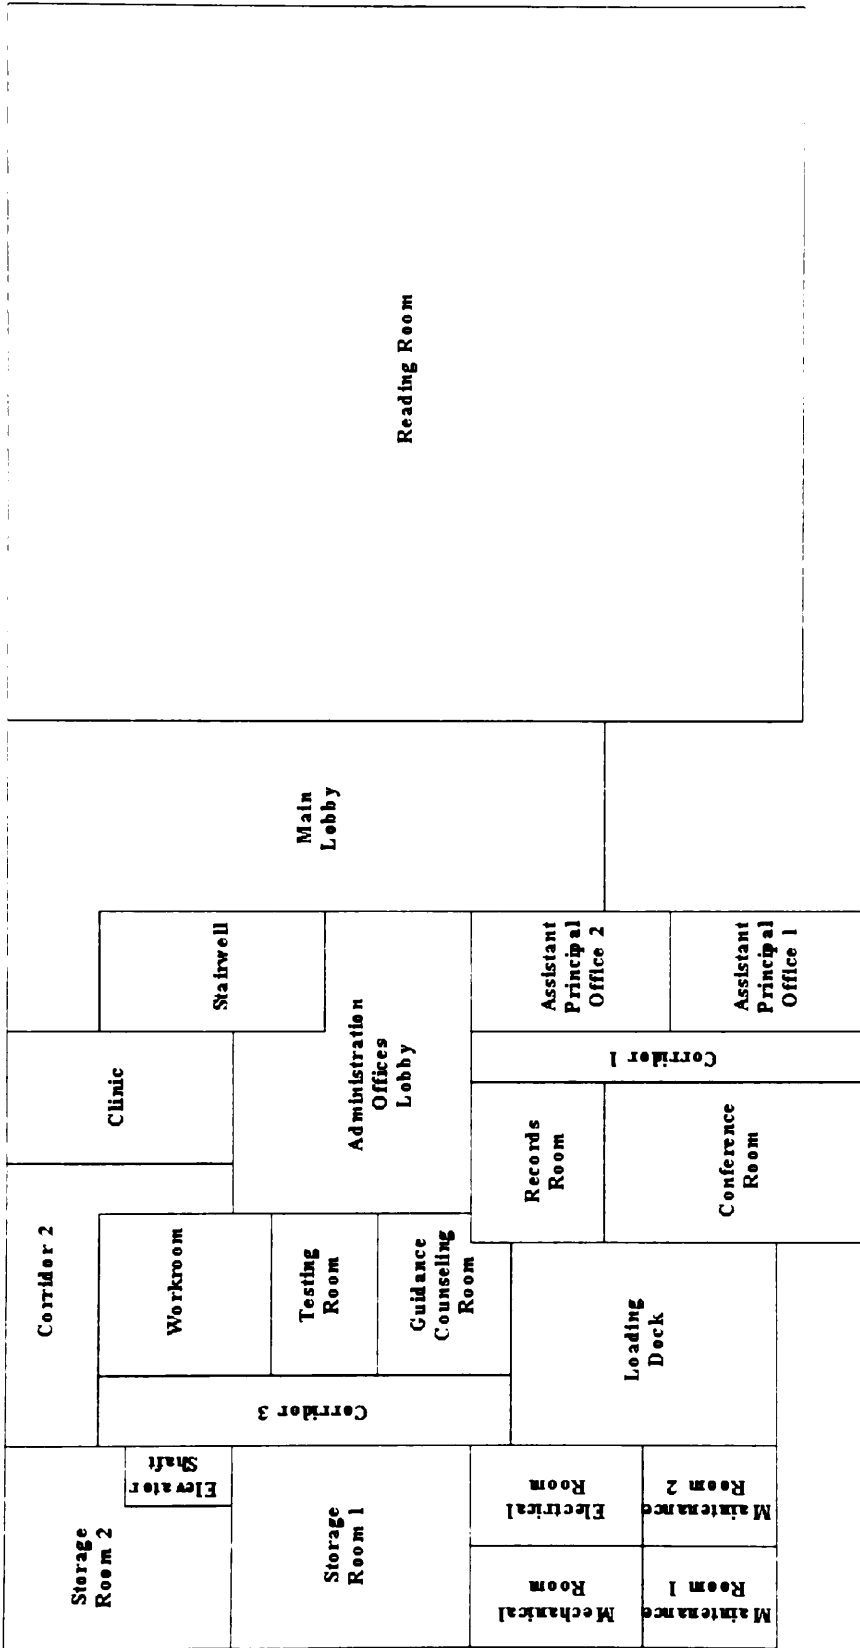 Reading Room
Main
Lobby
Stairwell
Assistant
Principal
Office 2
Assistant
Principal
Office 1
Clinic
Administration
Offices
Lobby
Corridor 1
Records
Room
Conference
Room
Corridor 2
Workroom
Testing
Room
Guidance
Counseling
Room
Loading
Dock
Corridor 3
Elevator
Shaft
Storage
Room 2
Storage
Room 1
Electrical
Room
Maintenance
Room 2
Mechanical
Room
Maintenance
Room 1